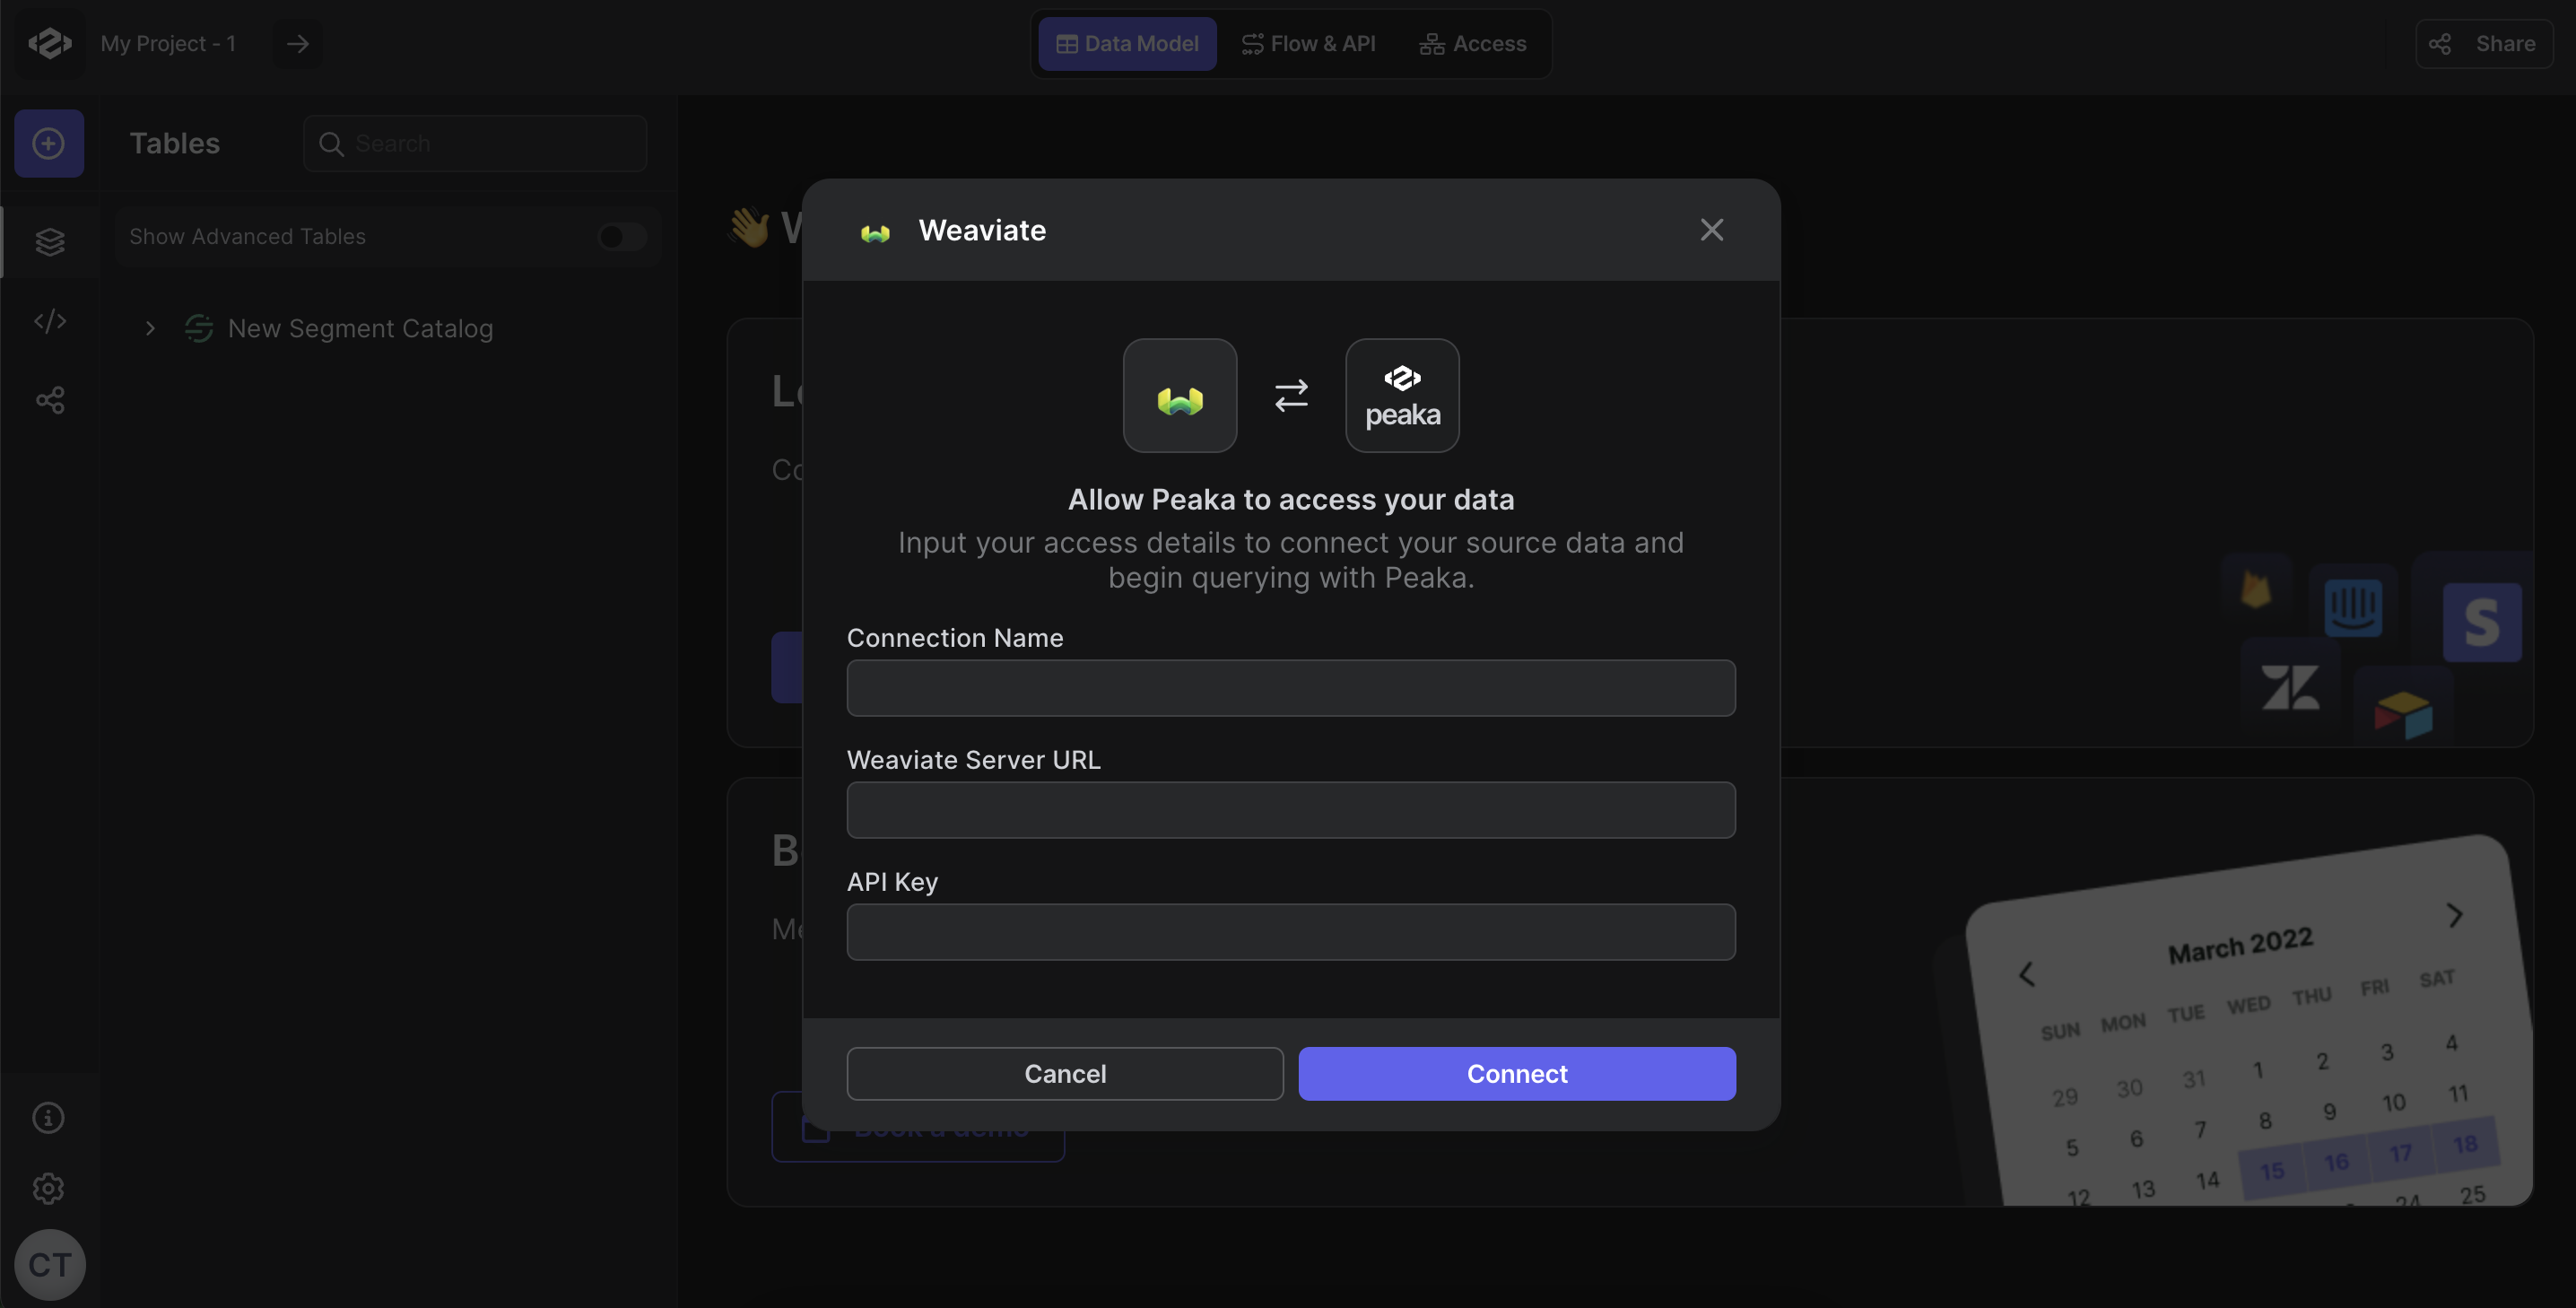 My Project - 1
Data Model
Flow & API
Access
Share
Tables
Search
Show Advanced Tables
New Segment Catalog
Weaviate
peaka
Allow Peaka to access your data
Input your access details to connect your source data and
begin querying with Peaka.
Connection Name
Weaviate Server URL
API Key
Cancel
Connect
Book a demo
March 2022
SUN MON TUE WED THU FRI SAT
29 30 31 1 2 3 4
5 6 7 8 9 10 11
12 13 14 15 16 17 18
24 25
CT